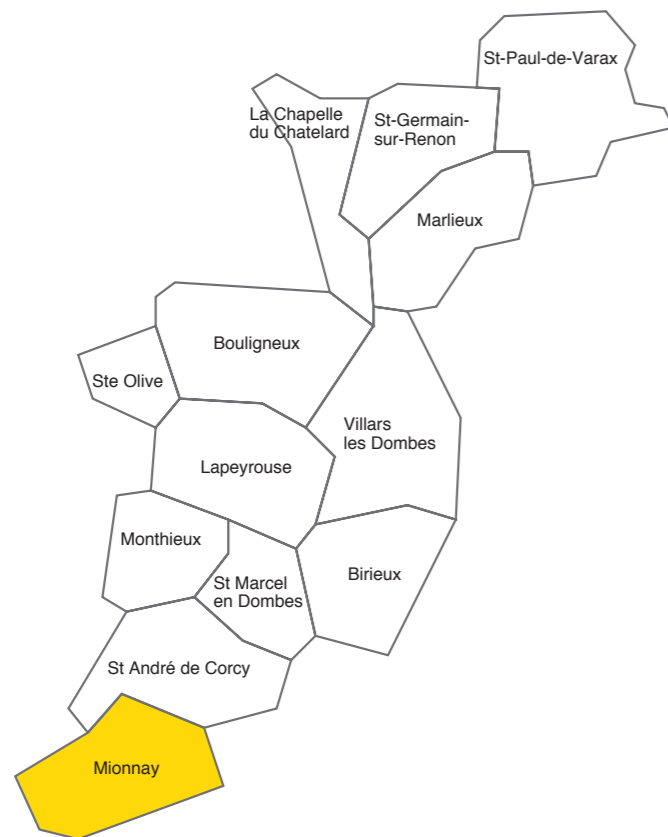 St-Paul-de-Varax
La Chapelle
du Chatelard
St-Germain-
sur-Renon
Marlieux
Bouligneux
Ste Olive
Villars
les Dombes
Lapeyrouse
Monthieux
St Marcel
en Dombes
Birieux
St André de Corcy
Mionnay